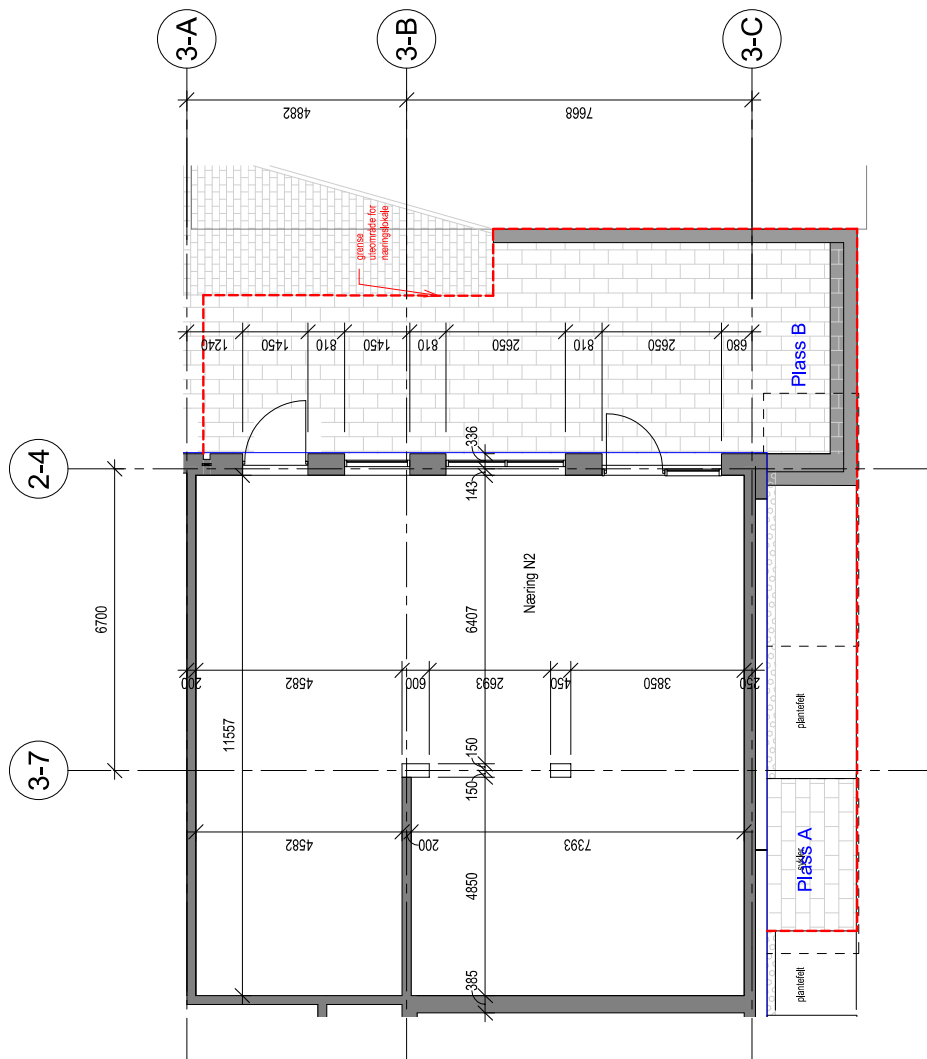 3-A
3-B
3-C
4882
7668
grense
uteområde for
næringslokale
1240
1450
810
1450
810
2650
810
2650
680
Plass B
2-4
336
143
6700
Næring N2
6407
200
4582
600
2693
450
3850
250
11557
plantefelt
3-7
150
150
4582
200
7393
sykler
Plass A
4850
385
plantefelt